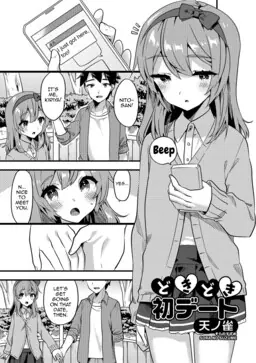 I just got here,
too!
IT'S
ME,
NITO-
SAN!
Beep
YES...
N...
NICE
TO
MEET
YOU.
LET'S
GET
GOING
ON THAT
DATE,
THEN.
どきどき
初デート
天ノ雀